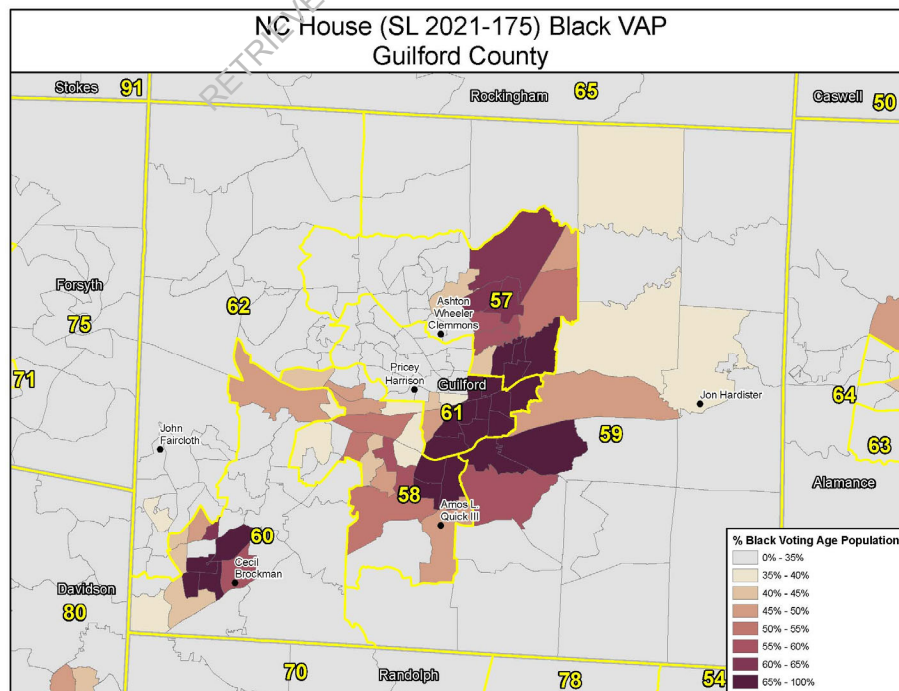 NC House (SL 2021-175) Black VAP
Guilford County
RETRIEVE
Stokes 91
Rockingham 65
Caswell 50
Forsyth
75
62
57
Ashton
Wheeler
Clemmons
71
Pricey
Harrison
Guilford
61
Jon Hardister
64
59
63
John
Faircloth
Alamance
58
Amos L.
Quick III
60
Cecil
Brockman
Davidson
80
70
Randolph
78
54
% Black Voting Age Population
0% - 35%
35% - 40%
40% - 45%
45% - 50%
50% - 55%
55% - 60%
60% - 65%
65% - 100%